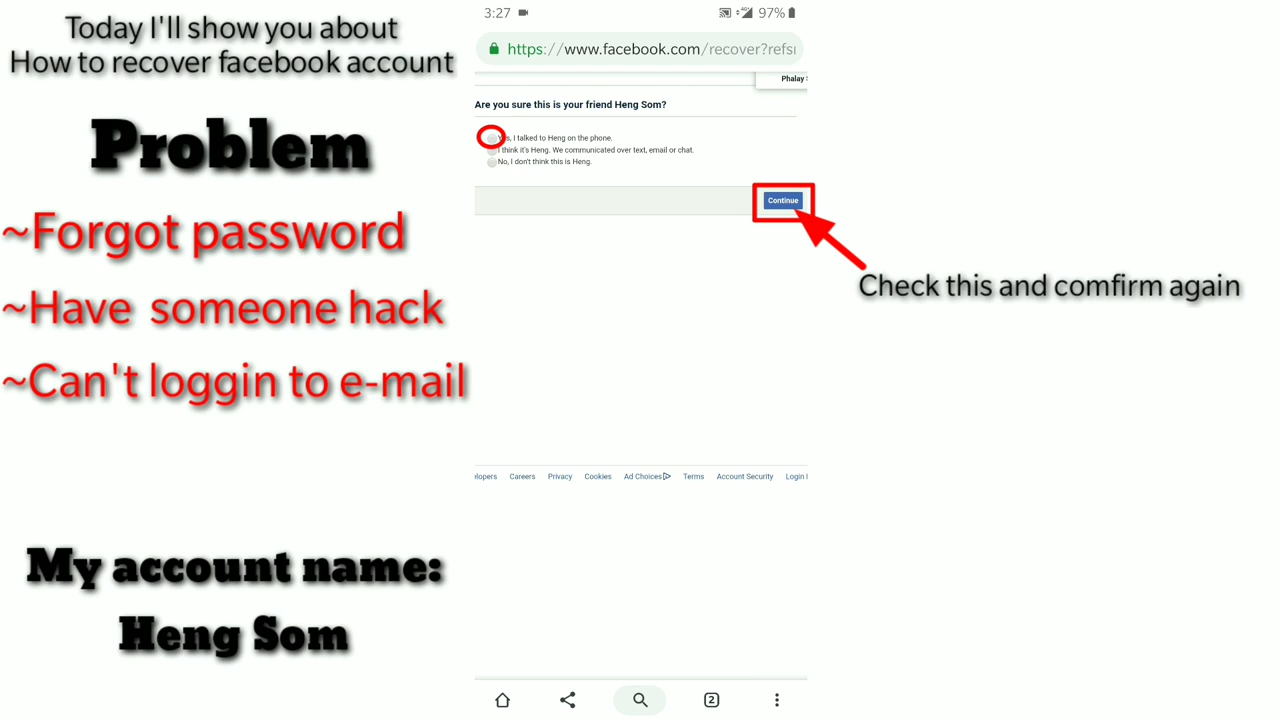 Today I'll show you about
How to recover facebook account
Problem
~Forgot password
~Have someone hack
~Can't loggin to e-mail
My account name:
Heng Som
3:27
97%
https://www.facebook.com/recover?refs
Phalay
Are you sure this is your friend Heng Som?
Yes, I talked to Heng on the phone.
I think it's Heng. We communicated over text, email or chat.
No, I don't think this is Heng.
Continue
Check this and comfirm again
lopers Careers Privacy Cookies Ad Choices Terms Account Security Login
2